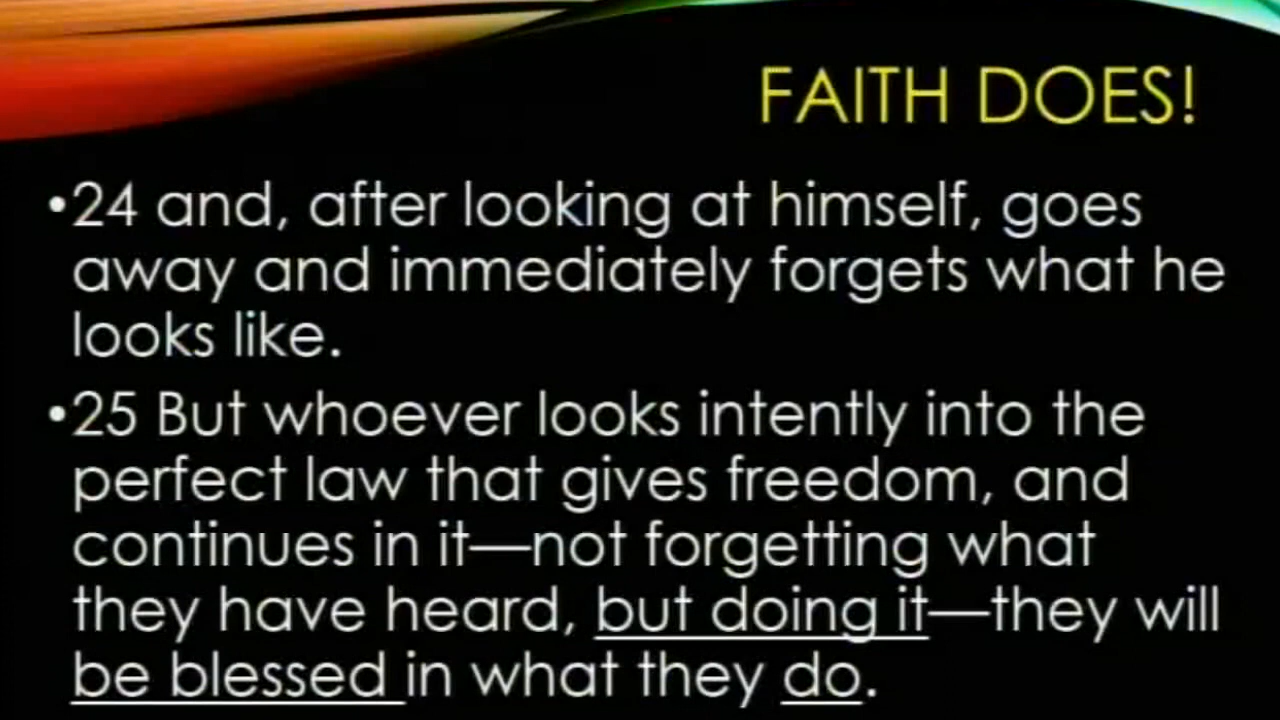 FAITH DOES!
•24 and, after looking at himself, goes
away and immediately forgets what he
looks like.
•25 But whoever looks intently into the
perfect law that gives freedom, and
continues in it—not forgetting what
they have heard, but doing it—they will
be blessed in what they do.